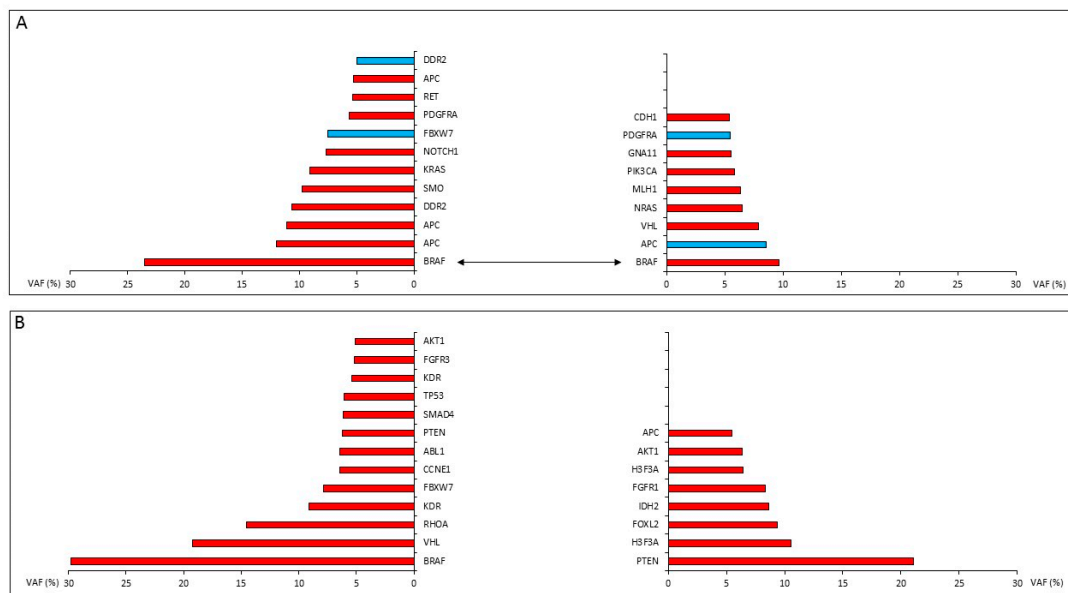 A
DDR2
APC
RET
PDGFRA
FBXW7
NOTCH1
KRAS
SMO
DDR2
APC
APC
BRAF
VAF (%) 30 25 20 15 10 5 0
CDH1
PDGFRA
GNA11
PIK3CA
MLH1
NRAS
VHL
APC
BRAF
0 5 10 15 20 25 30 VAF (%)
B
AKT1
FGFR3
KDR
TP53
SMAD4
PTEN
ABL1
CCNE1
FBXW7
KDR
RHOA
VHL
BRAF
VAF (%) 30 25 20 15 10 5 0
APC
AKT1
H3F3A
FGFR1
IDH2
FOXL2
H3F3A
PTEN
0 5 10 15 20 25 30 VAF (%)